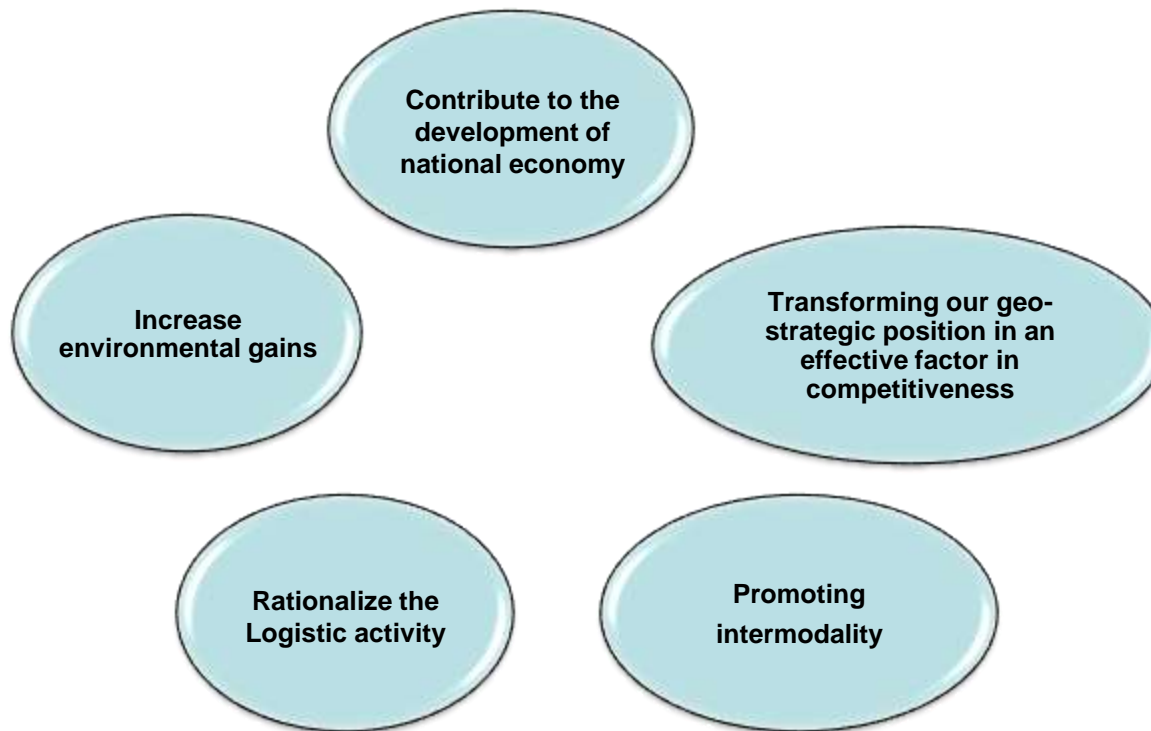 Contribute to the
development of
national economy
Increase
environmental gains
Transforming our geo-
strategic position in an
effective factor in
competitiveness
Rationalize the
Logistic activity
Promoting
intermodality